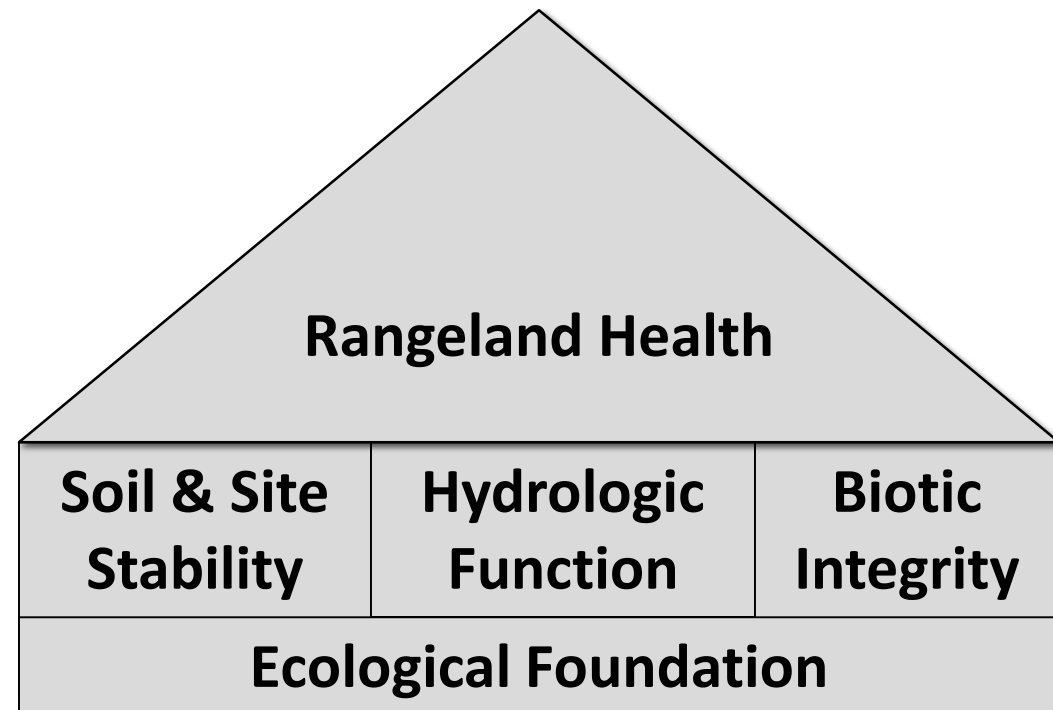 Rangeland Health
Soil & Site
Stability
Hydrologic
Function
Biotic
Integrity
Ecological Foundation